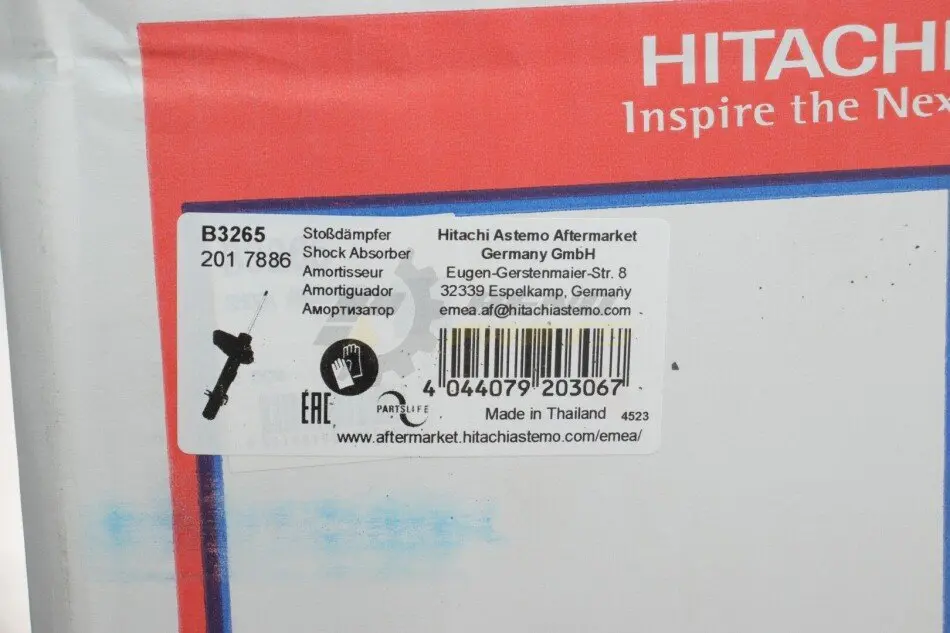 HITACHI
Inspire the Nex
B3265
201 7886
Stoßdämpfer
Shock Absorber
Amortisseur
Amortiguador
Амортизатор
Hitachi Astemo Aftermarket
Germany GmbH
Eugen-Gerstenmaier-Str. 8
32339 Espelkamp, Germany
emea.af@hitachiastemo.com
4 044079 203067
EAC
PARTSLIFE
Made in Thailand 4523
www.aftermarket.hitachiastemo.com/emea/